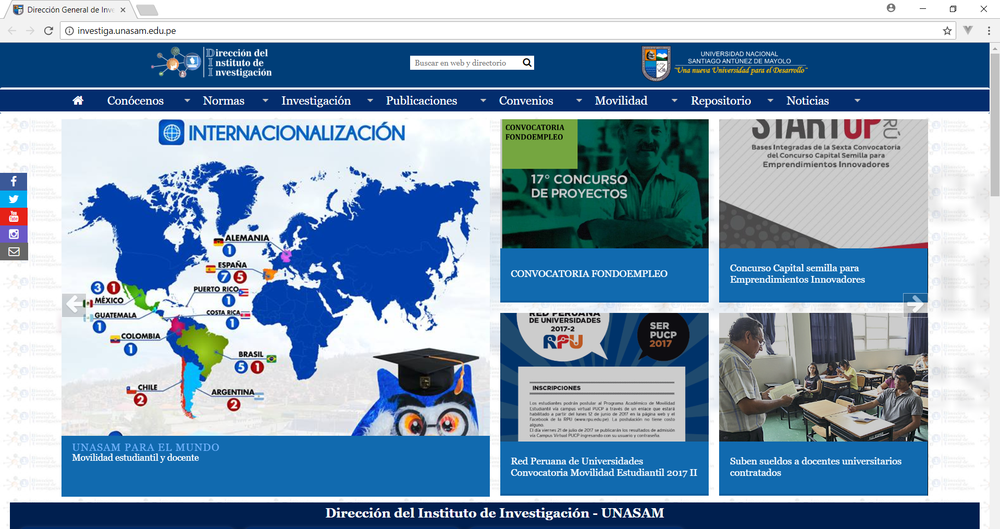 Dirección General de Inve
investiga.unasam.edu.pe
Dirección del
Instituto de
Investigación
Buscar en web y directorio
UNIVERSIDAD NACIONAL
SANTIAGO ANTÚNEZ DE MAYOLO
"Una nueva Universidad para el Desarrollo"
Conócenos
Normas
Investigación
Publicaciones
Convenios
Movilidad
Repositorio
Noticias
INTERNACIONALIZACIÓN
ALEMANIA
1
ESPAÑA
7 5
3 1
MÉXICO
PUERTO RICO
1
GUATEMALA
1
COSTA RICA
1
COLOMBIA
1
BRASIL
5 1
CHILE
2
ARGENTINA
2
UNASAM PARA EL MUNDO
Movilidad estudiantil y docente
CONVOCATORIA
FONDOEMPLEO
17° CONCURSO
DE PROYECTOS
CONVOCATORIA FONDOEMPLEO
STARTUP
Bases Integradas de la Sexta Convocatoria
del Concurso Capital Semilla para
Emprendimientos Innovadores
Concurso Capital semilla para
Emprendimientos Innovadores
RED PERUANA
DE UNIVERSIDADES
2017-2
RPU
SER
PUCP
2017
INSCRIPCIONES
Los estudiantes podrán postular al Programa Académico de Movilidad
Estudiantil vía campus virtual PUCP a través de un enlace que estará
habilitado a partir del lunes 12 de junio de 2017 en la página web y el
Facebook de la RPU (www.rpu.edu.pe). La postulación no tiene costo
alguno.
El día viernes 21 de julio de 2017 se publicarán los resultados de admisión
vía Campus Virtual PUCP ingresando con su usuario y contraseña.
Red Peruana de Universidades
Convocatoria Movilidad Estudiantil 2017 II
Suben sueldos a docentes universitarios
contratados
You
Tube
Dirección del Instituto de Investigación - UNASAM